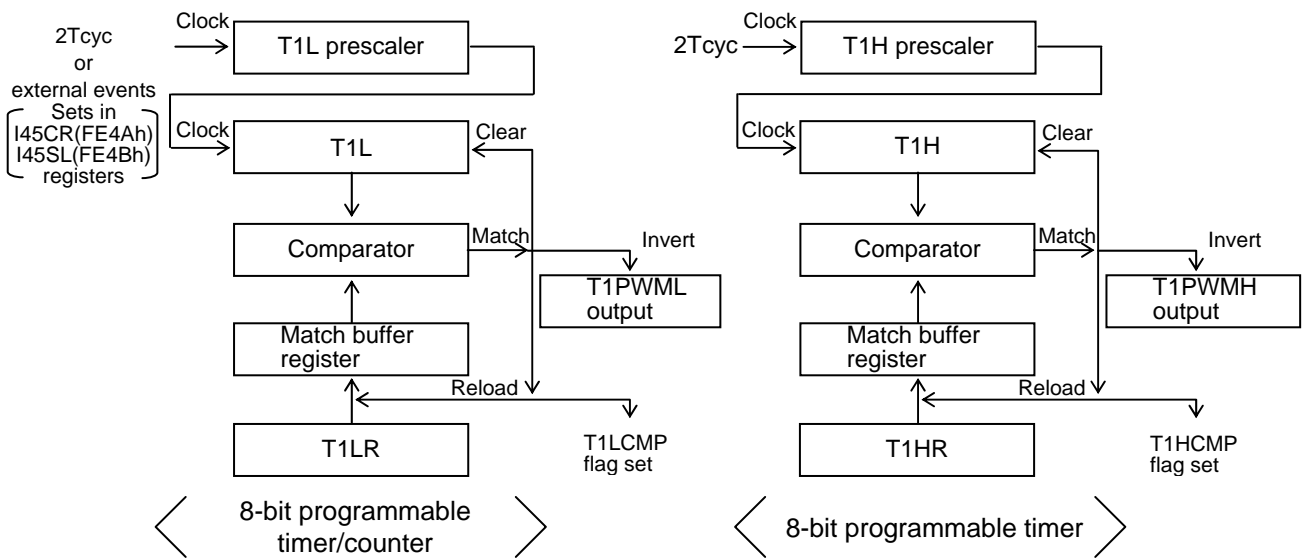 Clock
2Tcyc
or
external events
Sets in
I45CR(FE4Ah)
I45SL(FE4Bh)
registers
T1L prescaler
Clock
T1L
Clear
Comparator
Match
Invert
T1PWML
output
Match buffer
register
Reload
T1LR
T1LCMP
flag set
8-bit programmable
timer/counter
Clock
2Tcyc
T1H prescaler
Clock
T1H
Clear
Comparator
Match
Invert
T1PWMH
output
Match buffer
register
Reload
T1HR
T1HCMP
flag set
8-bit programmable timer